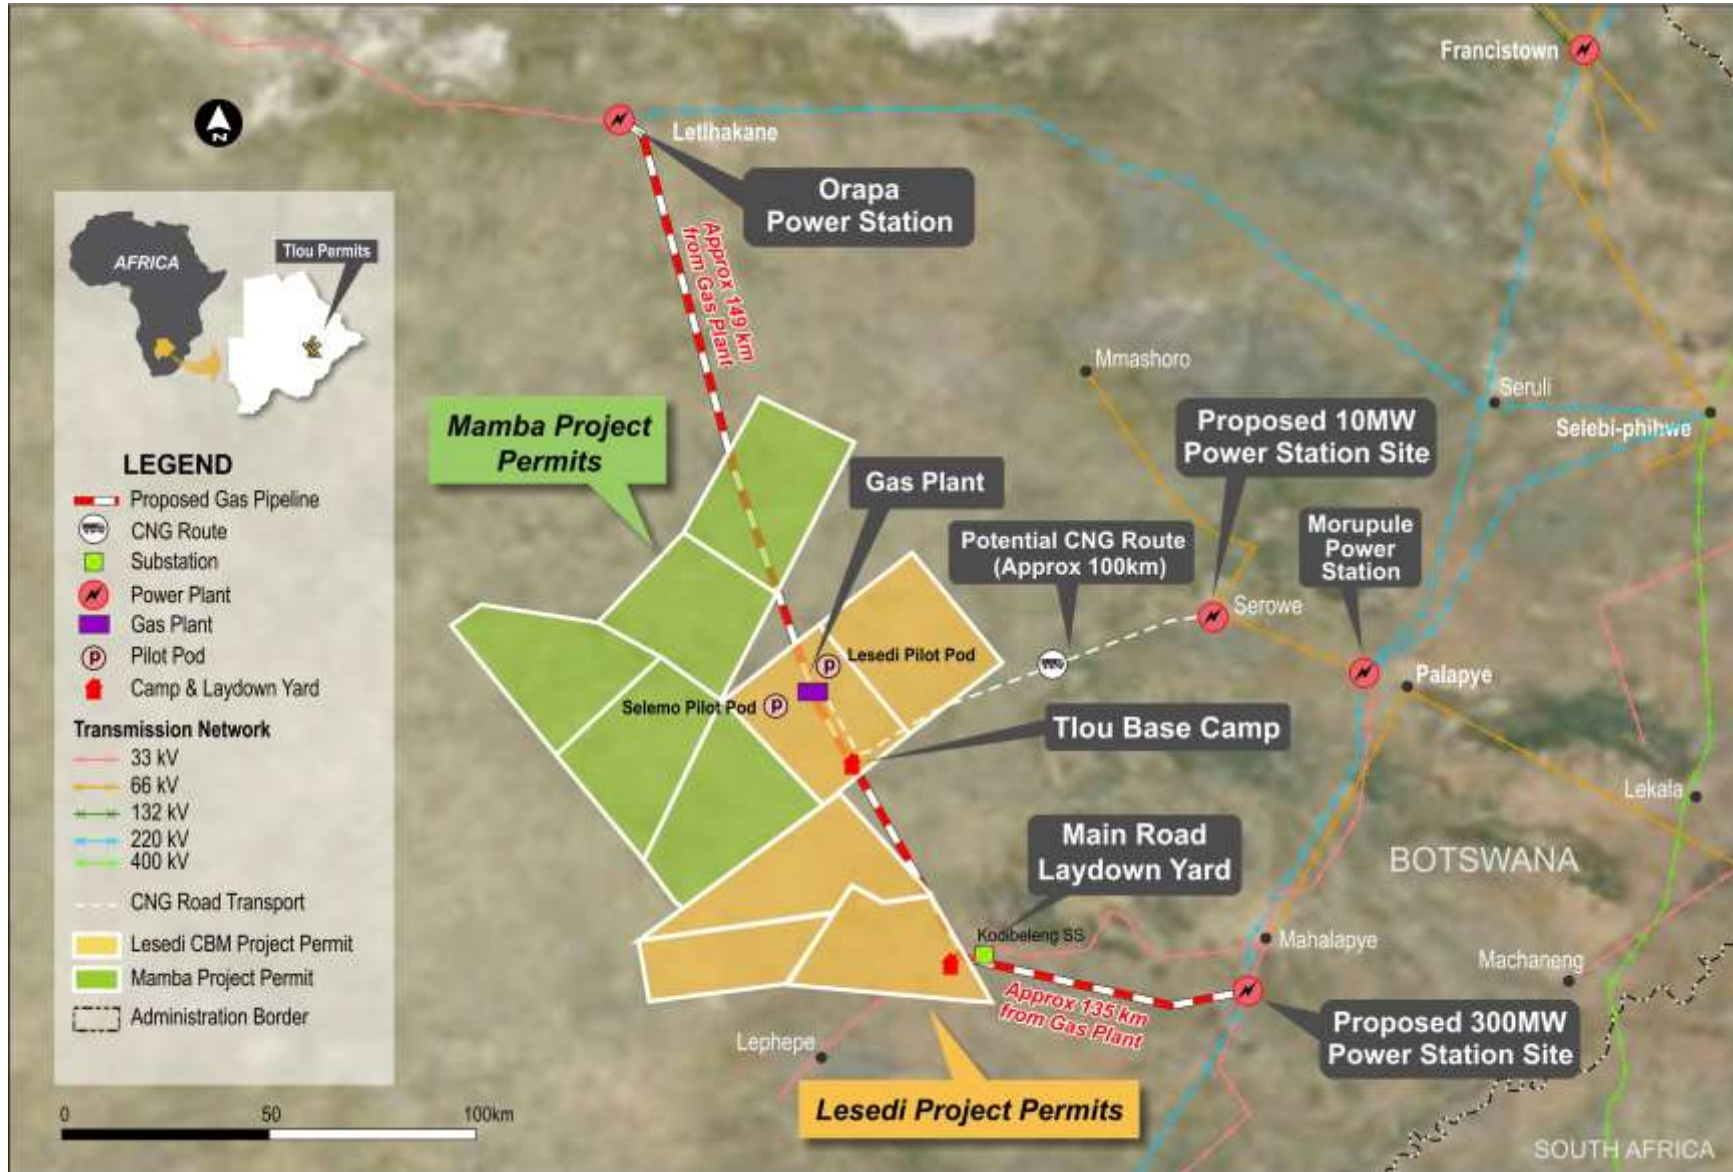 Francistown
Letlhakane
Orapa
Power Station
N
AFRICA
Tlou Permits
Approx 149 km
from Gas Plant
Mmashoro
Seruli
Selebi-phihwe
Mamba Project
Permits
Proposed 10MW
Power Station Site
Gas Plant
Potential CNG Route
(Approx 100km)
Morupule
Power
Station
Serowe
Palapye
Lesedi Pilot Pod
P
Selemo Pilot Pod
P
Tlou Base Camp
Lekala
Main Road
Laydown Yard
BOTSWANA
Kodibeleng SS
Mahalapye
Machaneng
Approx 135 km
from Gas Plant
Proposed 300MW
Power Station Site
Lephepe
Lesedi Project Permits
SOUTH AFRICA
LEGEND
Proposed Gas Pipeline
CNG Route
Substation
Power Plant
Gas Plant
P
Pilot Pod
Camp & Laydown Yard
Transmission Network
33 kV
66 kV
132 kV
220 kV
400 kV
CNG Road Transport
Lesedi CBM Project Permit
Mamba Project Permit
Administration Border
0 50 100km